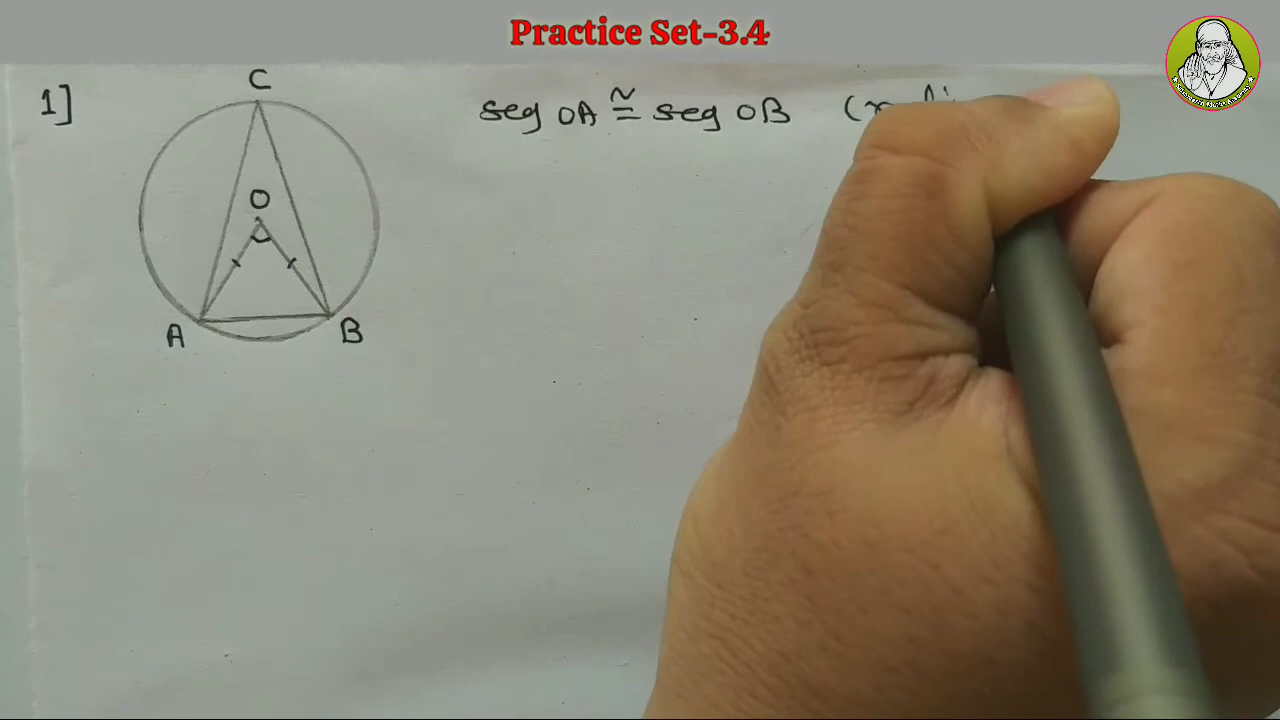 Practice Set-3.4
1]
C
seg OA ≅ seg OB
O
A
B